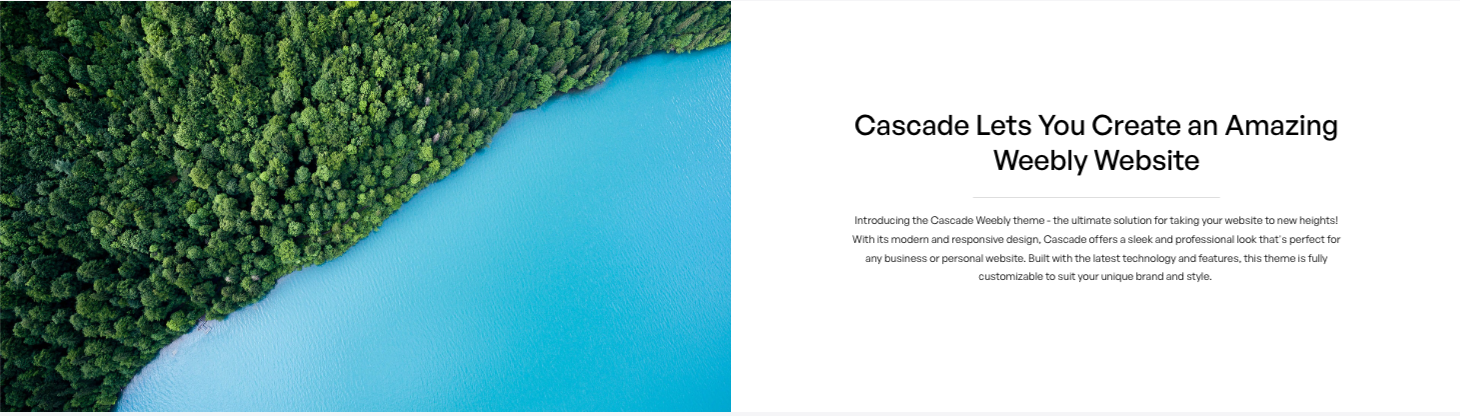 Cascade Lets You Create an Amazing
Weebly Website
Introducing the Cascade Weebly theme - the ultimate solution for taking your website to new heights!
With its modern and responsive design, Cascade offers a sleek and professional look that's perfect for
any business or personal website. Built with the latest technology and features, this theme is fully
customizable to suit your unique brand and style.